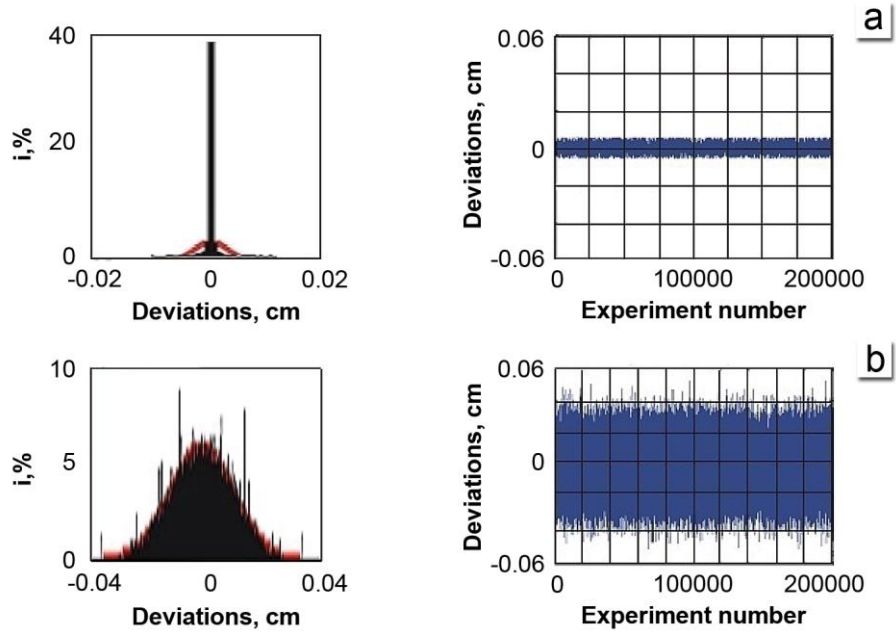 a
40
20
0
i,%
-0.02
0
0.02
Deviations, cm
0.06
0
-0.06
Deviations, cm
0
100000
200000
Experiment number
b
10
5
0
i,%
-0.04
0
0.04
Deviations, cm
0.06
0
-0.06
Deviations, cm
0
100000
200000
Experiment number